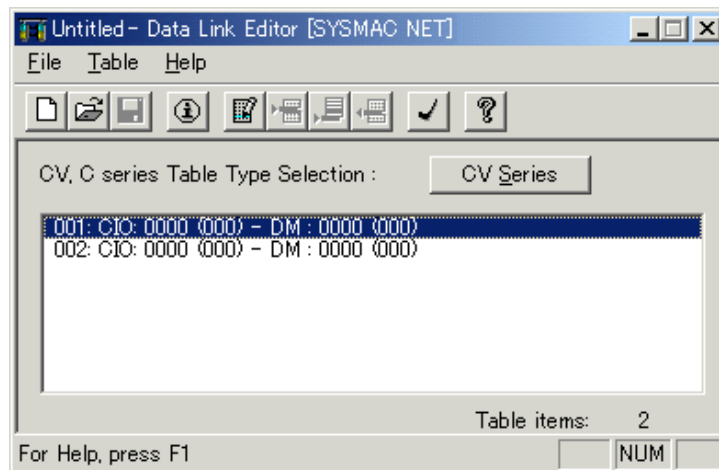 Untitled - Data Link Editor [SYSMAC NET]
File Table Help
CV, C series Table Type Selection : CV Series
001: CIO: 0000 (000) - DM : 0000 (000)
002: CIO: 0000 (000) - DM : 0000 (000)
Table items: 2
For Help, press F1 NUM